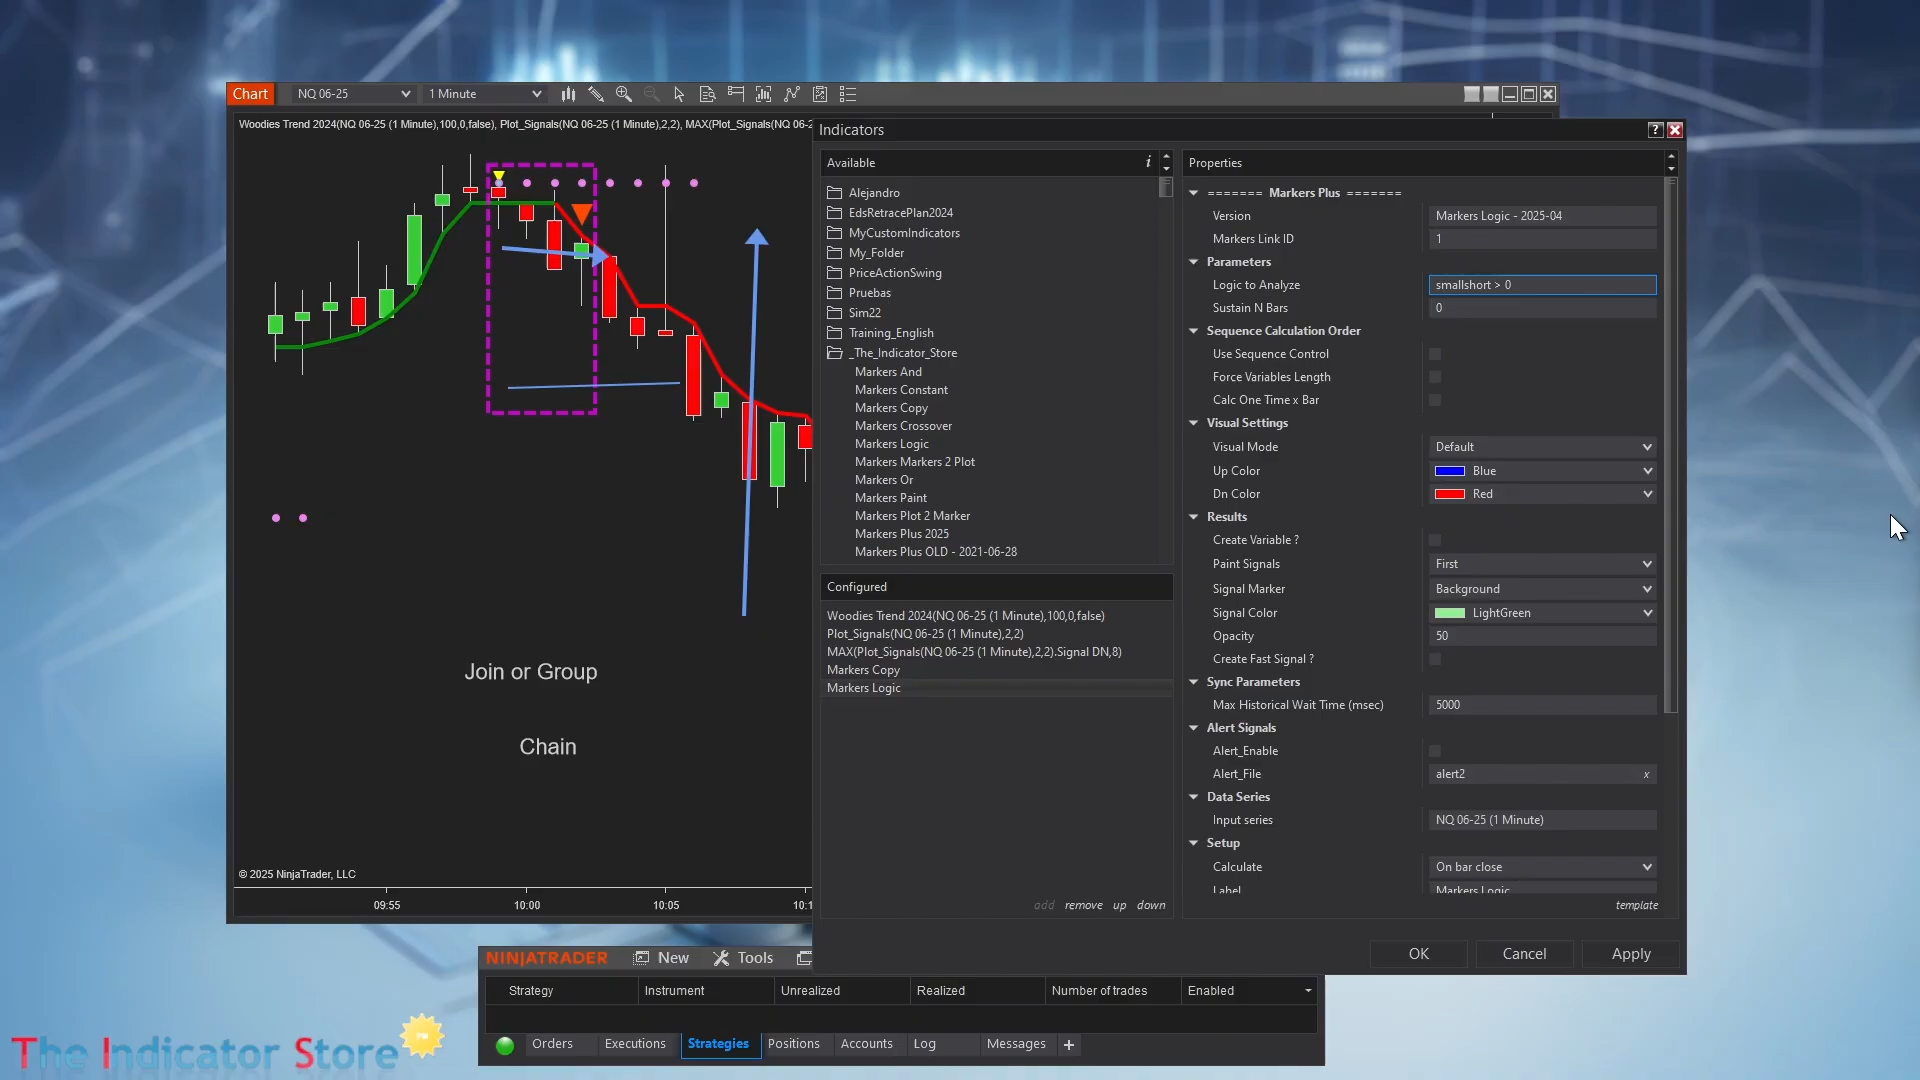 Chart
NQ 06-25
1 Minute
Woodies Trend 2024(NQ 06-25 (1 Minute),100,0,false), Plot_Signals(NQ 06-25 (1 Minute),2,2), MAX(Plot_Signals(NQ 06-2
Join or Group
Chain
© 2025 NinjaTrader, LLC
09:55
10:00
10:05
10:1
Indicators
?
Available
i
Alejandro
EdsRetracePlan2024
MyCustomIndicators
My_Folder
PriceActionSwing
Pruebas
Sim22
Training_English
_The_Indicator_Store
Markers And
Markers Constant
Markers Copy
Markers Crossover
Markers Logic
Markers Markers 2 Plot
Markers Or
Markers Paint
Markers Plot 2 Marker
Markers Plus 2025
Markers Plus OLD - 2021-06-28
Configured
Woodies Trend 2024(NQ 06-25 (1 Minute),100,0,false)
Plot_Signals(NQ 06-25 (1 Minute),2,2)
MAX(Plot_Signals(NQ 06-25 (1 Minute),2,2).Signal DN,8)
Markers Copy
Markers Logic
add remove up down
Properties
======= Markers Plus =======
Version Markers Logic - 2025-04
Markers Link ID 1
Parameters
Logic to Analyze smallshort > 0
Sustain N Bars 0
Sequence Calculation Order
Use Sequence Control
Force Variables Length
Calc One Time x Bar
Visual Settings
Visual Mode Default
Up Color Blue
Dn Color Red
Results
Create Variable ?
Paint Signals First
Signal Marker Background
Signal Color LightGreen
Opacity 50
Create Fast Signal ?
Sync Parameters
Max Historical Wait Time (msec) 5000
Alert Signals
Alert_Enable
Alert_File alert2 x
Data Series
Input series NQ 06-25 (1 Minute)
Setup
Calculate On bar close
Label Markers Logic
template
OK Cancel Apply
NINJATRADER New Tools
Strategy Instrument Unrealized Realized Number of trades Enabled
Orders Executions Strategies Positions Accounts Log Messages +
The Indicator Store